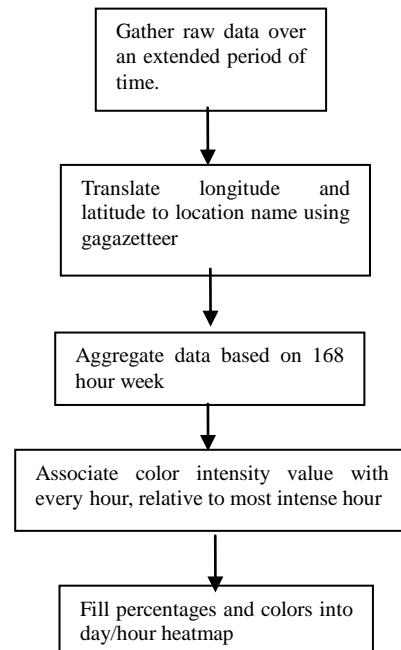 Gather raw data over
an extended period of
time.
Translate longitude and
latitude to location name using
gagazetteer
Aggregate data based on 168
hour week
Associate color intensity value with
every hour, relative to most intense hour
Fill percentages and colors into
day/hour heatmap